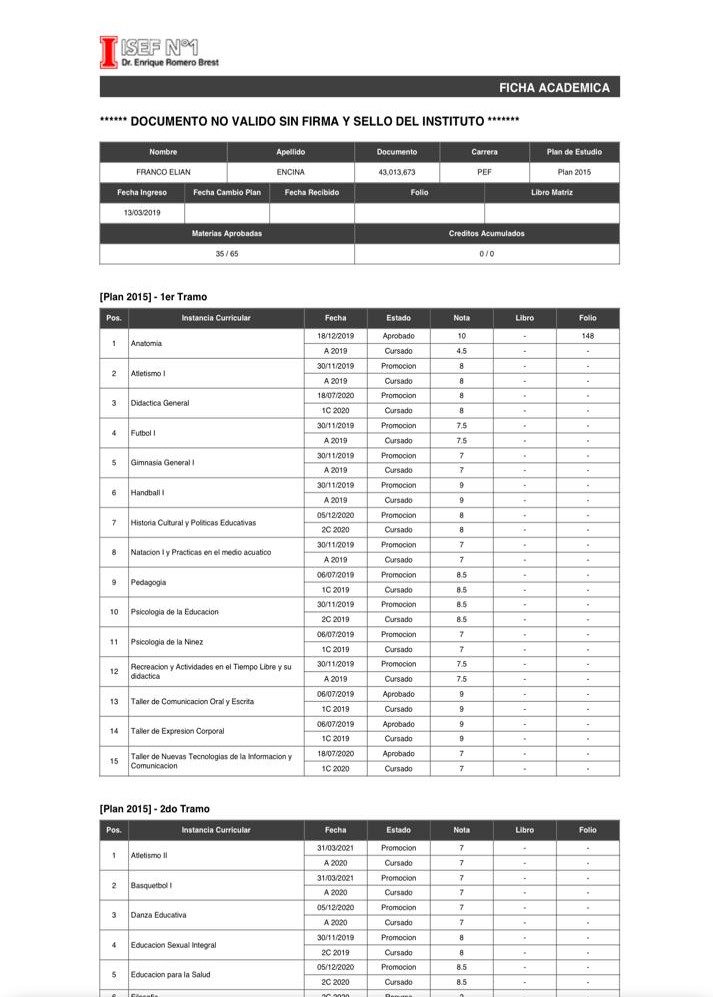 ISEF Nº1
Dr. Enrique Romero Brest
FICHA ACADEMICA
****** DOCUMENTO NO VALIDO SIN FIRMA Y SELLO DEL INSTITUTO *******
Nombre Apellido Documento Carrera Plan de Estudio
FRANCO ELIAN ENCINA 43,013,673 PEF Plan 2015
Fecha Ingreso Fecha Cambio Plan Fecha Recibido Folio Libro Matriz
13/03/2019
Materias Aprobadas Creditos Acumulados
35 / 65 0 / 0
[Plan 2015] - 1er Tramo
Pos. Instancia Curricular Fecha Estado Nota Libro Folio
1 Anatomia 18/12/2019 Aprobado 10 - 148
A 2019 Cursado 4.5 - -
2 Atletismo I 30/11/2019 Promocion 8 - -
A 2019 Cursado 8 - -
3 Didactica General 18/07/2020 Promocion 8 - -
1C 2020 Cursado 8 - -
4 Futbol I 30/11/2019 Promocion 7.5 - -
A 2019 Cursado 7.5 - -
5 Gimnasia General I 30/11/2019 Promocion 7 - -
A 2019 Cursado 7 - -
6 Handball I 30/11/2019 Promocion 9 - -
A 2019 Cursado 9 - -
7 Historia Cultural y Politicas Educativas 05/12/2020 Promocion 8 - -
2C 2020 Cursado 8 - -
8 Natacion I y Practicas en el medio acuatico 30/11/2019 Promocion 7 - -
A 2019 Cursado 7 - -
9 Pedagogia 06/07/2019 Promocion 8.5 - -
1C 2019 Cursado 8.5 - -
10 Psicologia de la Educacion 30/11/2019 Promocion 8.5 - -
2C 2019 Cursado 8.5 - -
11 Psicologia de la Ninez 06/07/2019 Promocion 7 - -
1C 2019 Cursado 7 - -
12 Recreacion y Actividades en el Tiempo Libre y su didactica 30/11/2019 Promocion 7.5 - -
A 2019 Cursado 7.5 - -
13 Taller de Comunicacion Oral y Escrita 06/07/2019 Aprobado 9 - -
1C 2019 Cursado 9 - -
14 Taller de Expresion Corporal 06/07/2019 Aprobado 9 - -
1C 2019 Cursado 9 - -
15 Taller de Nuevas Tecnologias de la Informacion y Comunicacion 18/07/2020 Aprobado 7 - -
1C 2020 Cursado 7 - -
[Plan 2015] - 2do Tramo
Pos. Instancia Curricular Fecha Estado Nota Libro Folio
1 Atletismo II 31/03/2021 Promocion 7 - -
A 2020 Cursado 7 - -
2 Basquetbol I 31/03/2021 Promocion 7 - -
A 2020 Cursado 7 - -
3 Danza Educativa 05/12/2020 Promocion 7 - -
A 2020 Cursado 7 - -
4 Educacion Sexual Integral 30/11/2019 Promocion 8 - -
2C 2019 Cursado 8 - -
5 Educacion para la Salud 05/12/2020 Promocion 8.5 - -
2C 2020 Cursado 8.5 - -